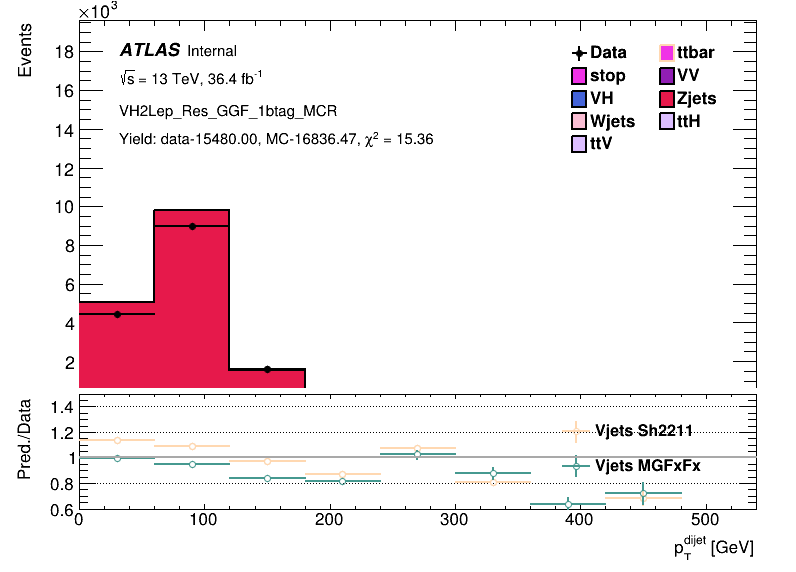 ×10³
Events
18
16
14
12
10
8
6
4
2
ATLAS Internal
√s = 13 TeV, 36.4 fb⁻¹
VH2Lep_Res_GGF_1btag_MCR
Yield: data-15480.00, MC-16836.47, χ² = 15.36
Data
ttbar
stop
VV
VH
Zjets
Wjets
ttH
ttV
Pred./Data
1.4
1.2
1
0.8
0.6
Vjets Sh2211
Vjets MGFxFx
0 100 200 300 400 500
p_T^dijet [GeV]